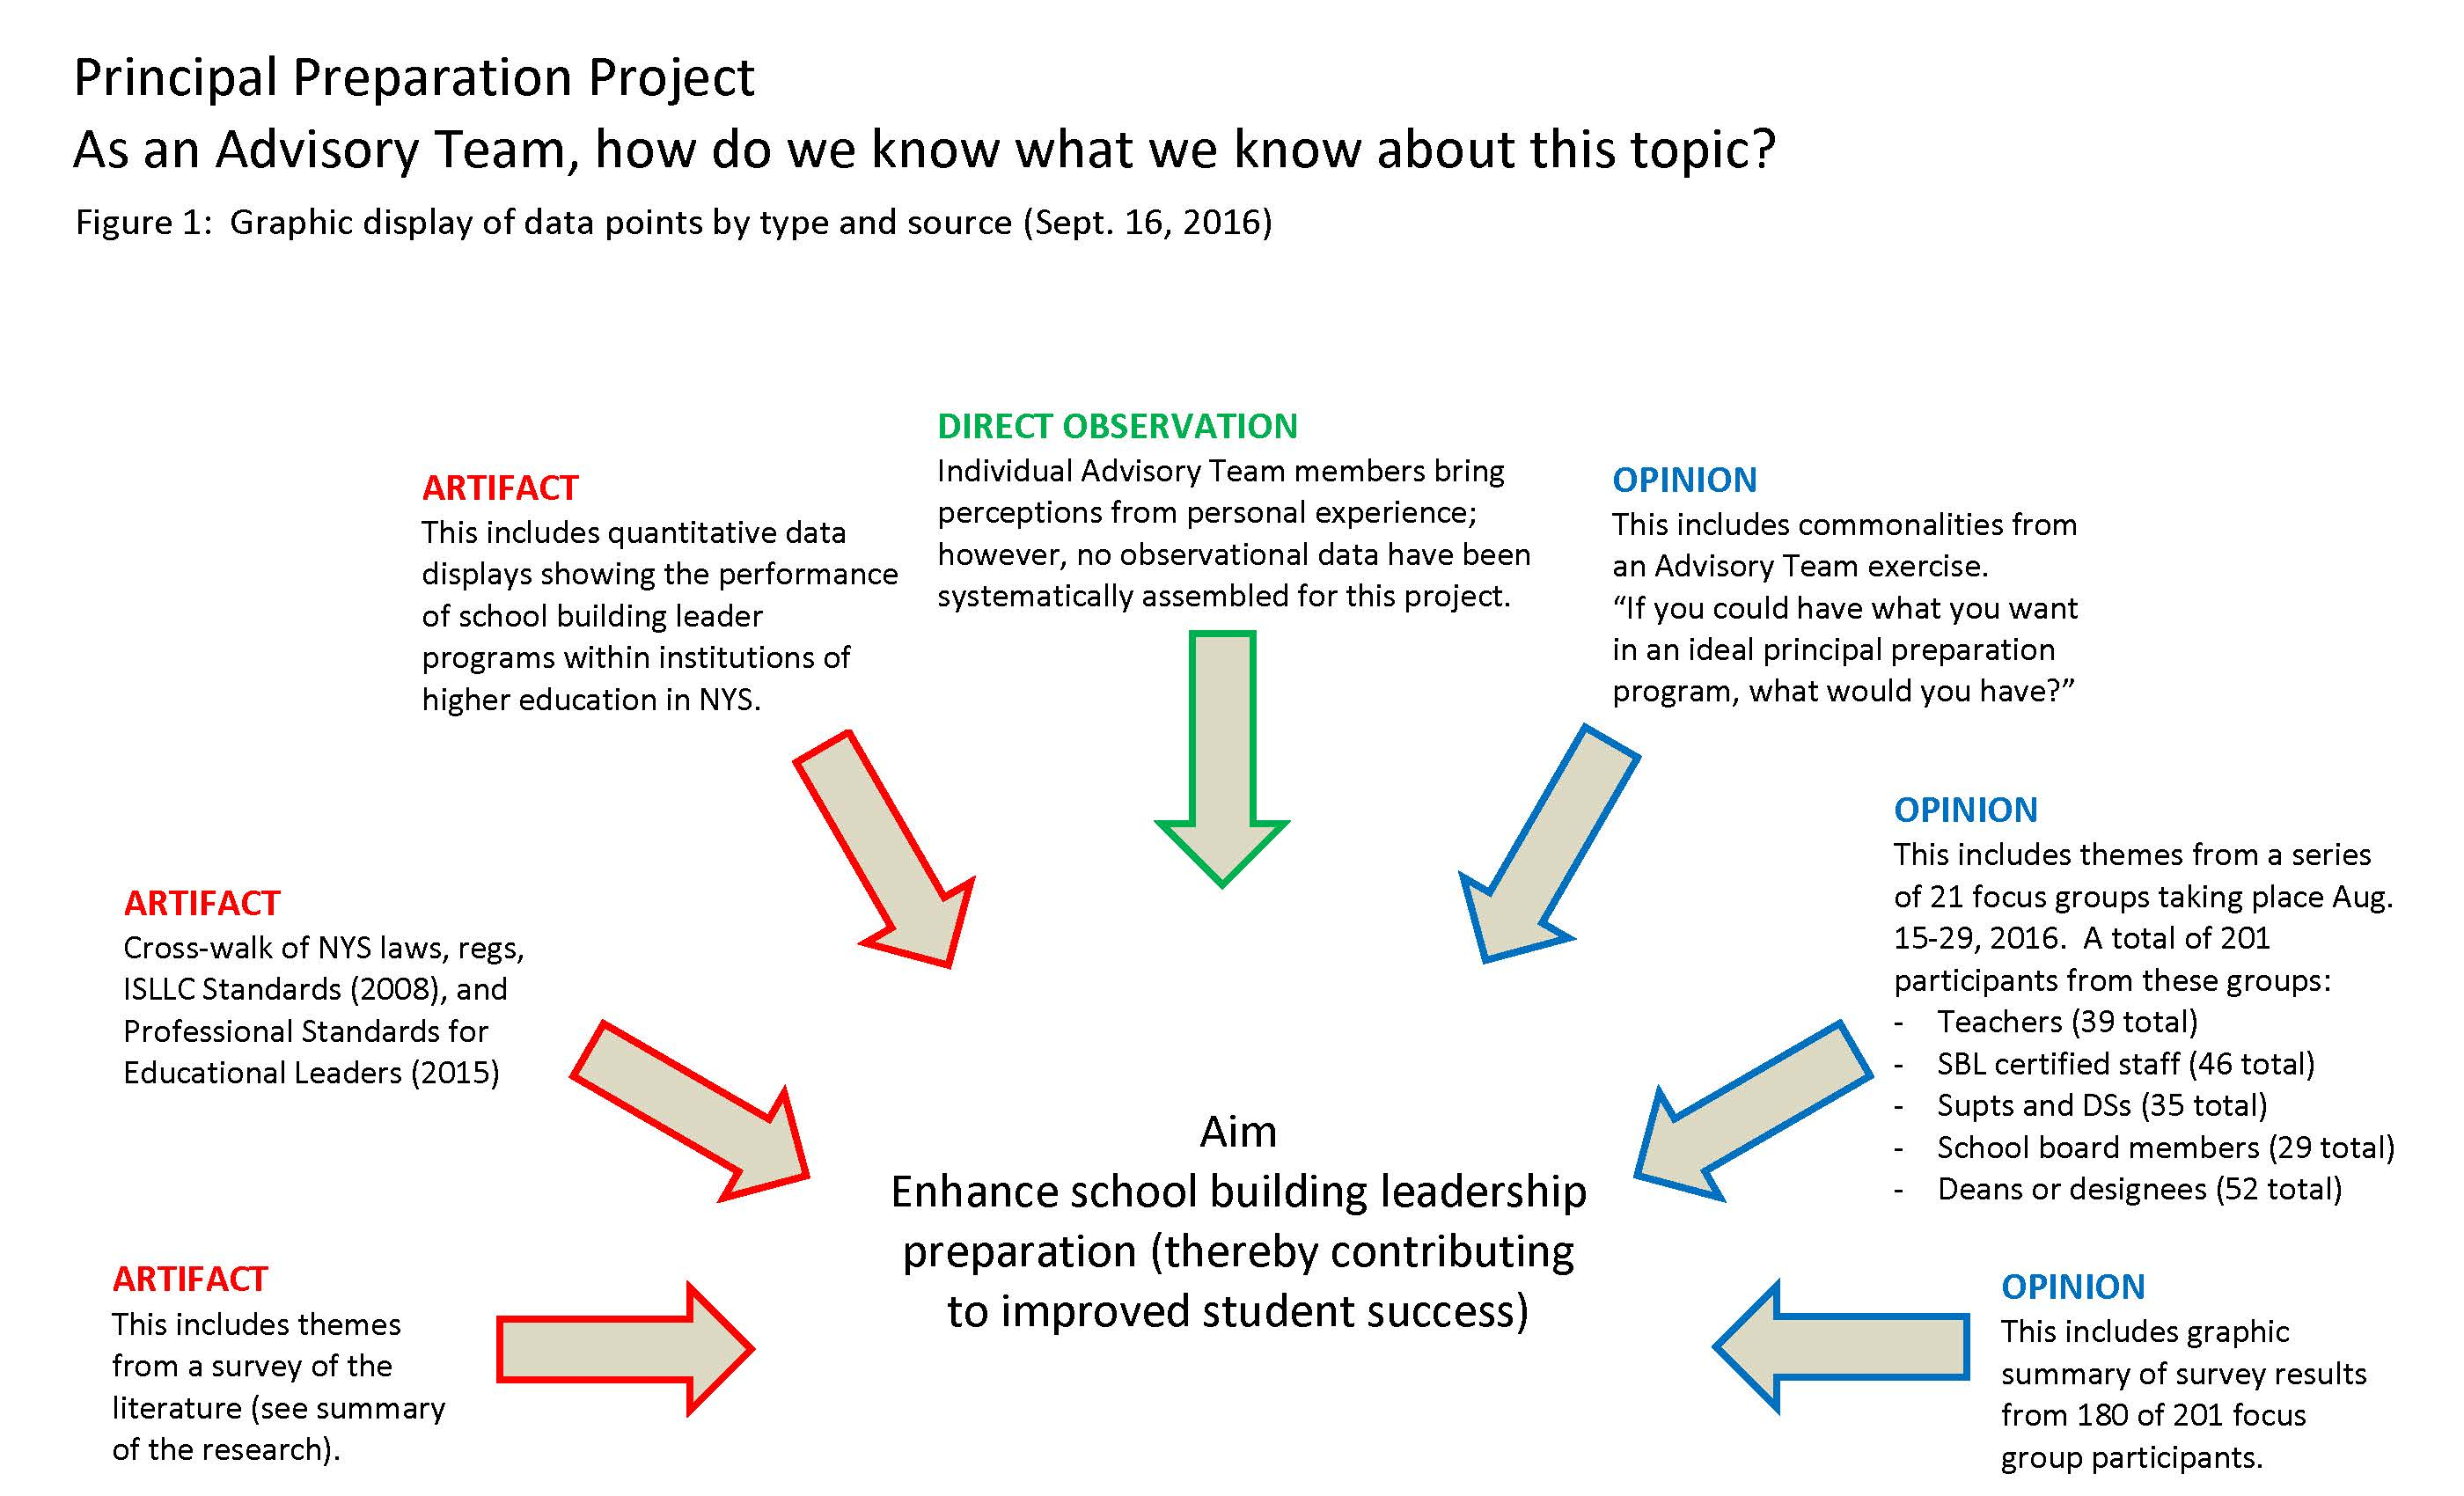 Principal Preparation Project
As an Advisory Team, how do we know what we know about this topic?
Figure 1:  Graphic display of data points by type and source (Sept. 16, 2016)
DIRECT OBSERVATION
Individual Advisory Team members bring
perceptions from personal experience;
however, no observational data have been
systematically assembled for this project.
ARTIFACT
This includes quantitative data
displays showing the performance
of school building leader
programs within institutions of
higher education in NYS.
OPINION
This includes commonalities from
an Advisory Team exercise.
“If you could have what you want
in an ideal principal preparation
program, what would you have?”
ARTIFACT
Cross-walk of NYS laws, regs,
ISLLC Standards (2008), and
Professional Standards for
Educational Leaders (2015)
OPINION
This includes themes from a series
of 21 focus groups taking place Aug.
15-29, 2016.  A total of 201
participants from these groups:
- Teachers (39 total)
- SBL certified staff (46 total)
- Supts and DSs (35 total)
- School board members (29 total)
- Deans or designees (52 total)
Aim
Enhance school building leadership
preparation (thereby contributing
to improved student success)
ARTIFACT
This includes themes
from a survey of the
literature (see summary
of the research).
OPINION
This includes graphic
summary of survey results
from 180 of 201 focus
group participants.